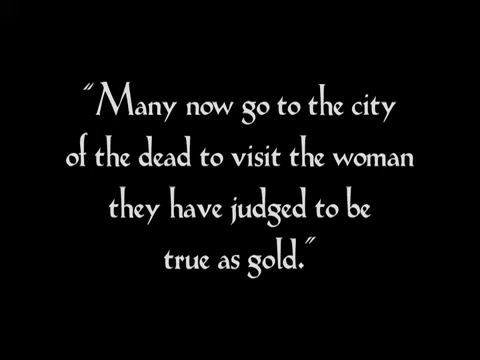 "Many now go to the city
of the dead to visit the woman
they have judged to be
true as gold."